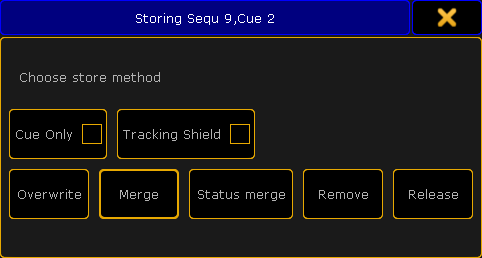 Storing Sequ 9,Cue 2
Choose store method
Cue Only
Tracking Shield
Overwrite
Merge
Status merge
Remove
Release